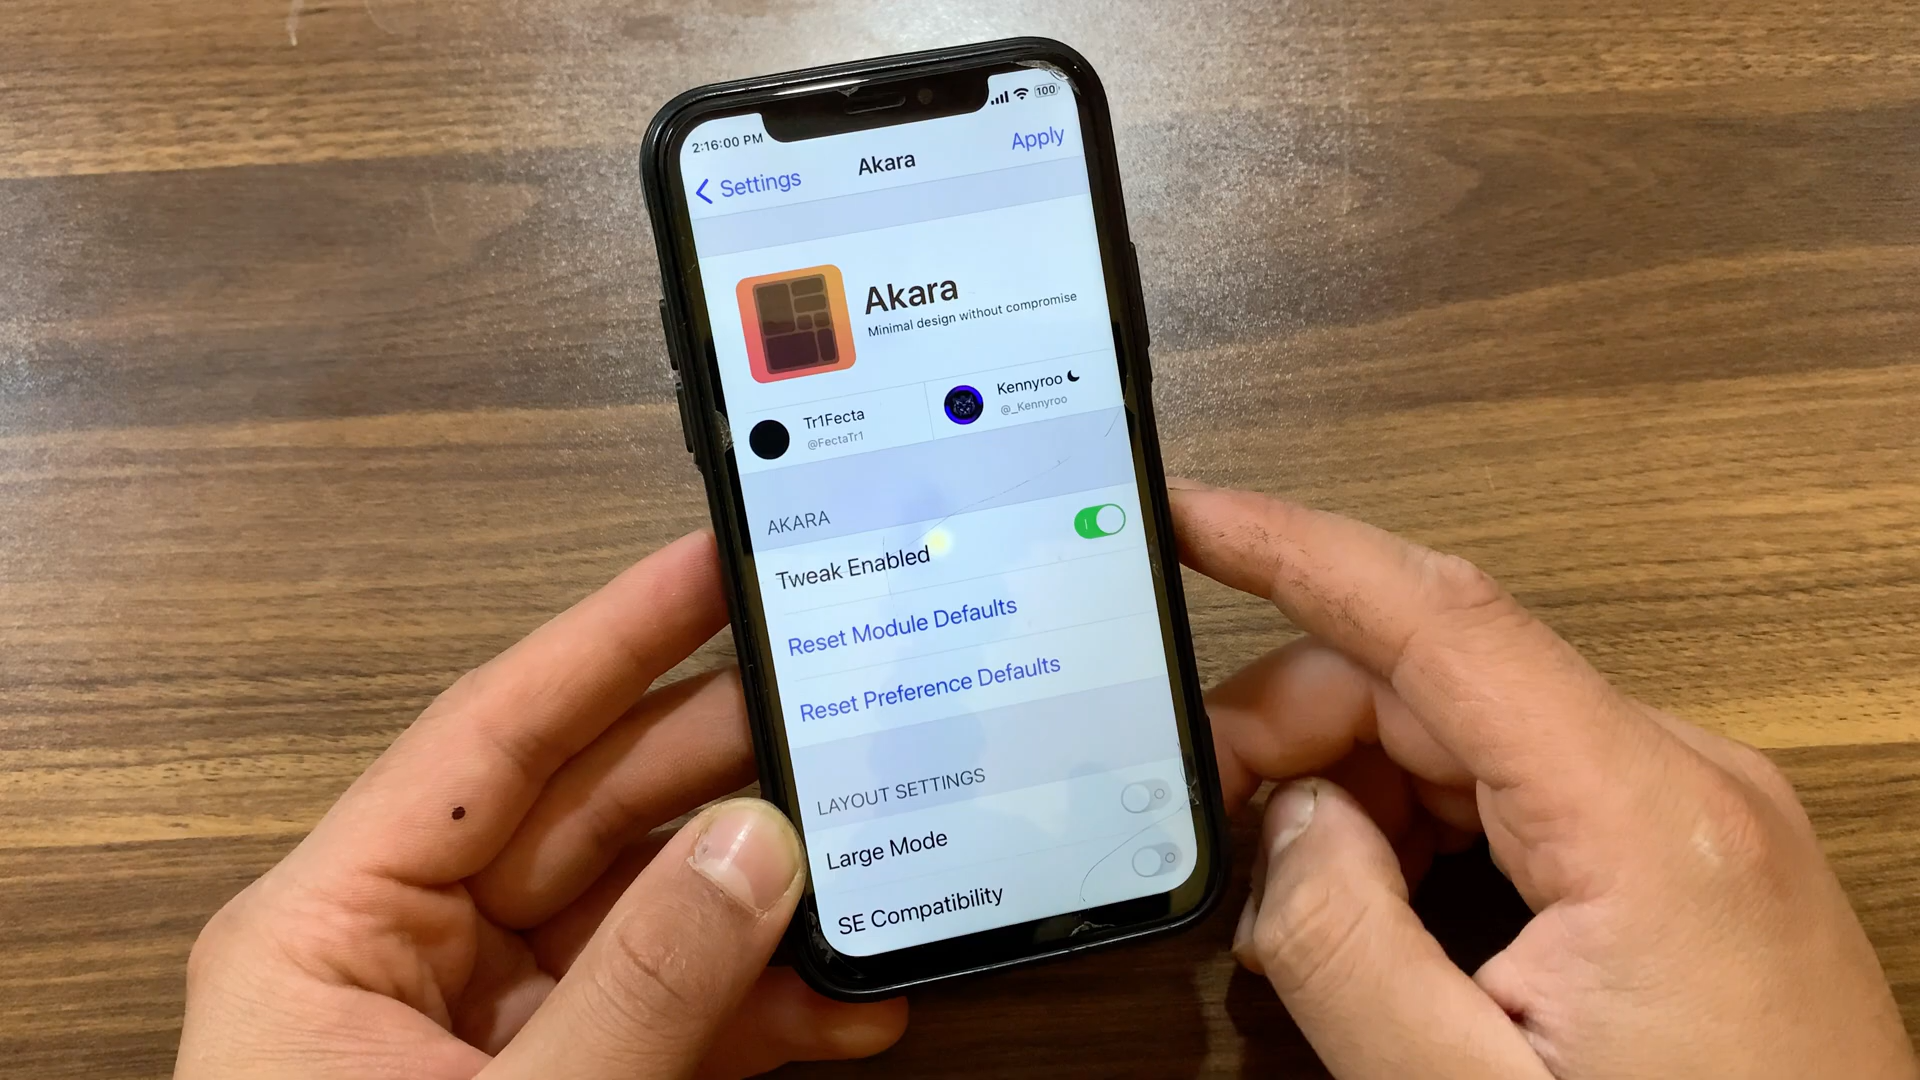 2:16:00 PM
100
Settings
Akara
Apply
Akara
Minimal design without compromise
Tr1Fecta
@FectaTr1
Kennyroo
@_Kennyroo
AKARA
Tweak Enabled
Reset Module Defaults
Reset Preference Defaults
LAYOUT SETTINGS
Large Mode
SE Compatibility